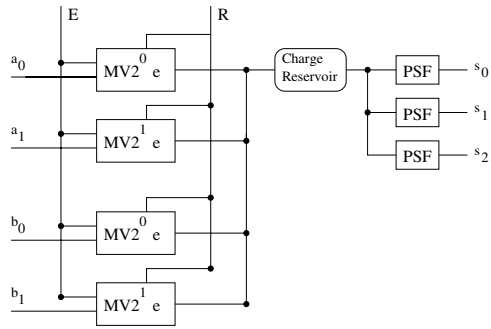 E R
a0 MV2^0 e Charge Reservoir PSF s0
a1 MV2^1 e PSF s1
PSF s2
b0 MV2^0 e
b1 MV2^1 e